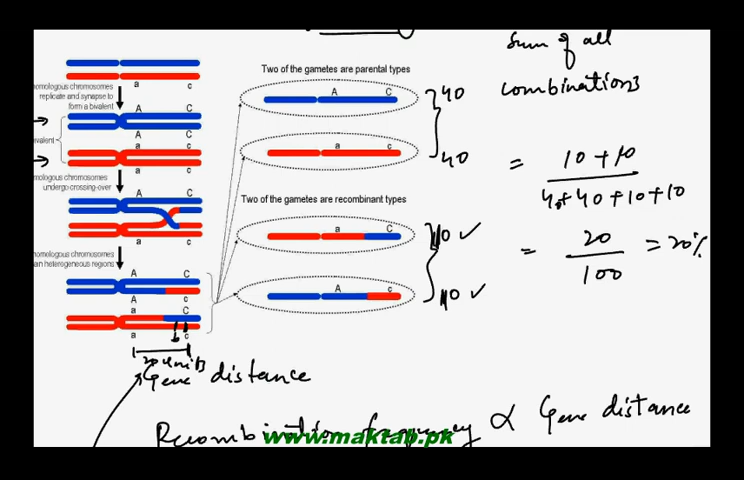 Sum of all
combinations
a c
homologous chromosomes
replicate and synapse to
form a bivalent
A C
A C
a c
bivalent
a c
homologous chromosomes
undergo crossing-over
A C
a c
homologous chromosomes
heterogeneous regions
A C
A c
a C
a c
20 units
Gene distance
Two of the gametes are parental types
A C
40
a c
40
Two of the gametes are recombinant types
a C
10 ✓
A c
10 ✓
= 10 + 10
40+40+10+10
= 20 = 20%
100
Recombination frequency ∝ Gene distance
www.maktab.pk